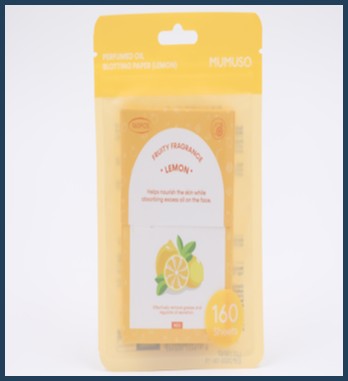 PERFUMED OIL
BLOTTING PAPER (LEMON)
MUMUSO
FRUITY FRAGRANCE
• LEMON •
Helps nourish the skin while
absorbing excess oil on the face
160
Sheets